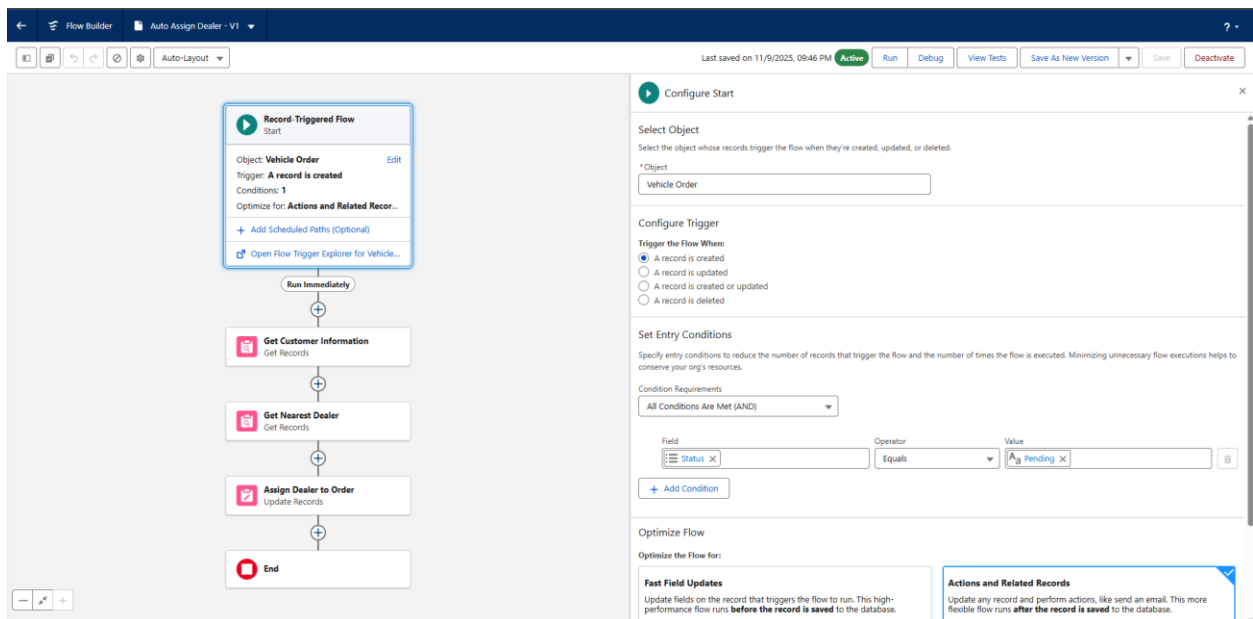 Flow Builder
Auto Assign Dealer - V1
?
Auto-Layout
Last saved on 11/9/2025, 09:46 PM
Active
Run
Debug
View Tests
Save As New Version
Save
Deactivate
Record-Triggered Flow
Start
Object: Vehicle Order
Edit
Trigger: A record is created
Conditions: 1
Optimize for: Actions and Related Recor...
+ Add Scheduled Paths (Optional)
Open Flow Trigger Explorer for Vehicle...
Run Immediately
Get Customer Information
Get Records
Get Nearest Dealer
Get Records
Assign Dealer to Order
Update Records
End
Configure Start
Select Object
Select the object whose records trigger the flow when they're created, updated, or deleted.
*Object
Vehicle Order
Configure Trigger
Trigger the Flow When:
A record is created
A record is updated
A record is created or updated
A record is deleted
Set Entry Conditions
Specify entry conditions to reduce the number of records that trigger the flow and the number of times the flow is executed. Minimizing unnecessary flow executions helps to
conserve your org's resources.
Condition Requirements
All Conditions Are Met (AND)
Field
Operator
Value
Status
Equals
Aa Pending
+ Add Condition
Optimize Flow
Optimize the Flow for:
Fast Field Updates
Update fields on the record that triggers the flow to run. This high-
performance flow runs before the record is saved to the database.
Actions and Related Records
Update any record and perform actions, like send an email. This more
flexible flow runs after the record is saved to the database.